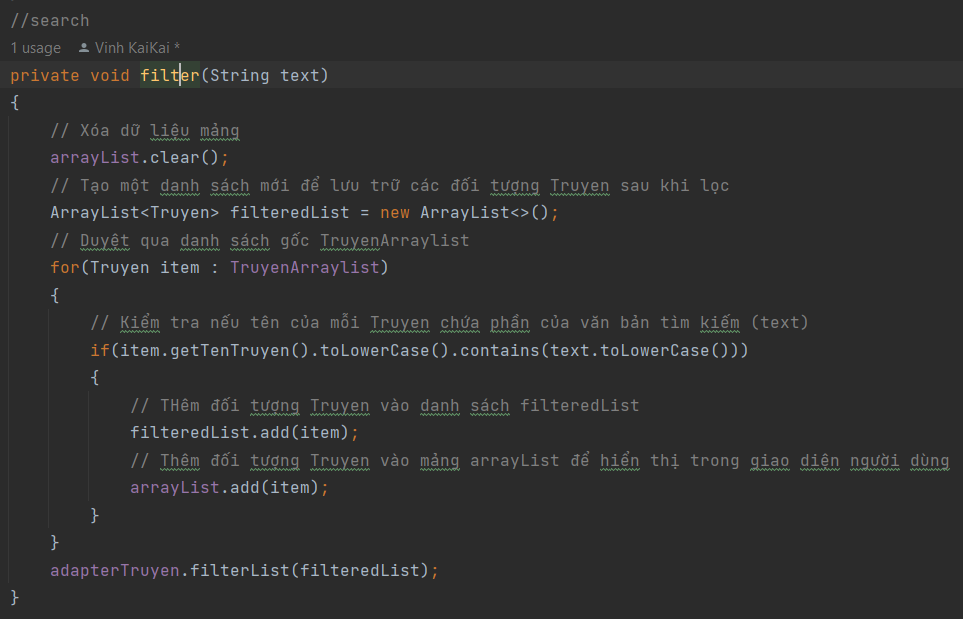 //search
1 usage Vinh KaiKai *
private void filter(String text)
{
// Xóa dữ liệu mảng
arrayList.clear();
// Tạo một danh sách mới để lưu trữ các đối tượng Truyen sau khi lọc
ArrayList<Truyen> filteredList = new ArrayList<>();
// Duyệt qua danh sách gốc TruyenArraylist
for(Truyen item : TruyenArraylist)
{
// Kiểm tra nếu tên của mỗi Truyen chứa phần của văn bản tìm kiếm (text)
if(item.getTenTruyen().toLowerCase().contains(text.toLowerCase()))
{
// THêm đối tượng Truyen vào danh sách filteredList
filteredList.add(item);
// Thêm đối tượng Truyen vào mảng arrayList để hiển thị trong giao diện người dùng
arrayList.add(item);
}
}
adapterTruyen.filterList(filteredList);
}